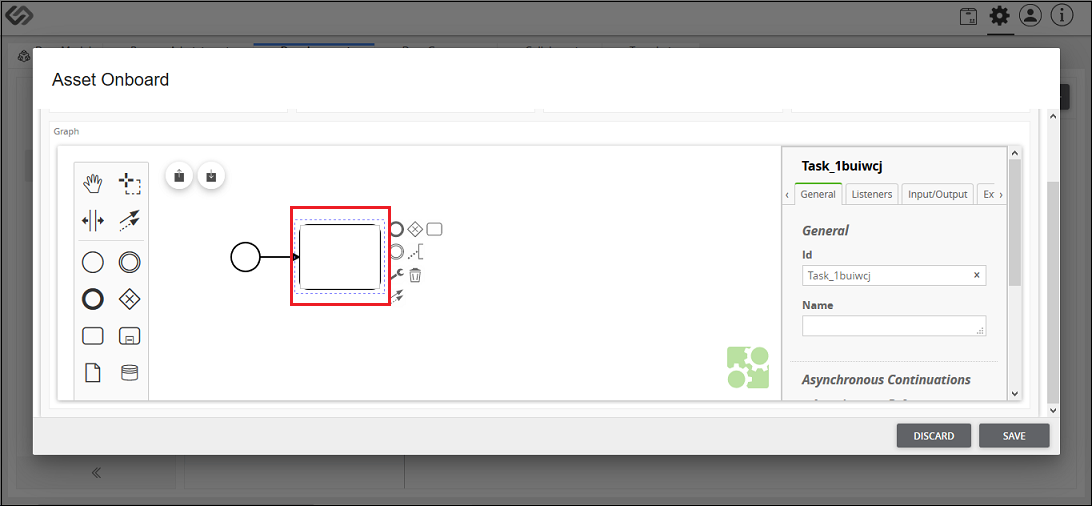 Asset Onboard
Graph
Task_1buiwcj
General
Listeners
Input/Output
Ex
General
Id
Task_1buiwcj
Name
Asynchronous Continuations
DISCARD
SAVE